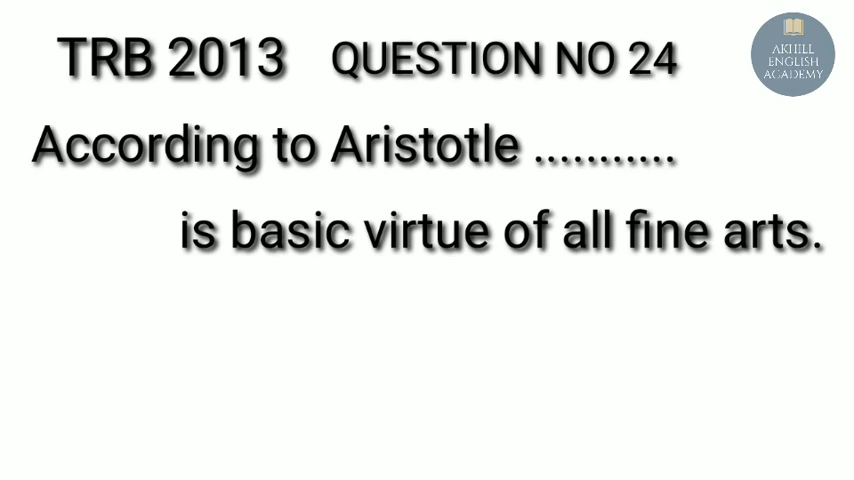 TRB 2013 QUESTION NO 24
AKHILL
ENGLISH
ACADEMY
According to Aristotle ...........
is basic virtue of all fine arts.